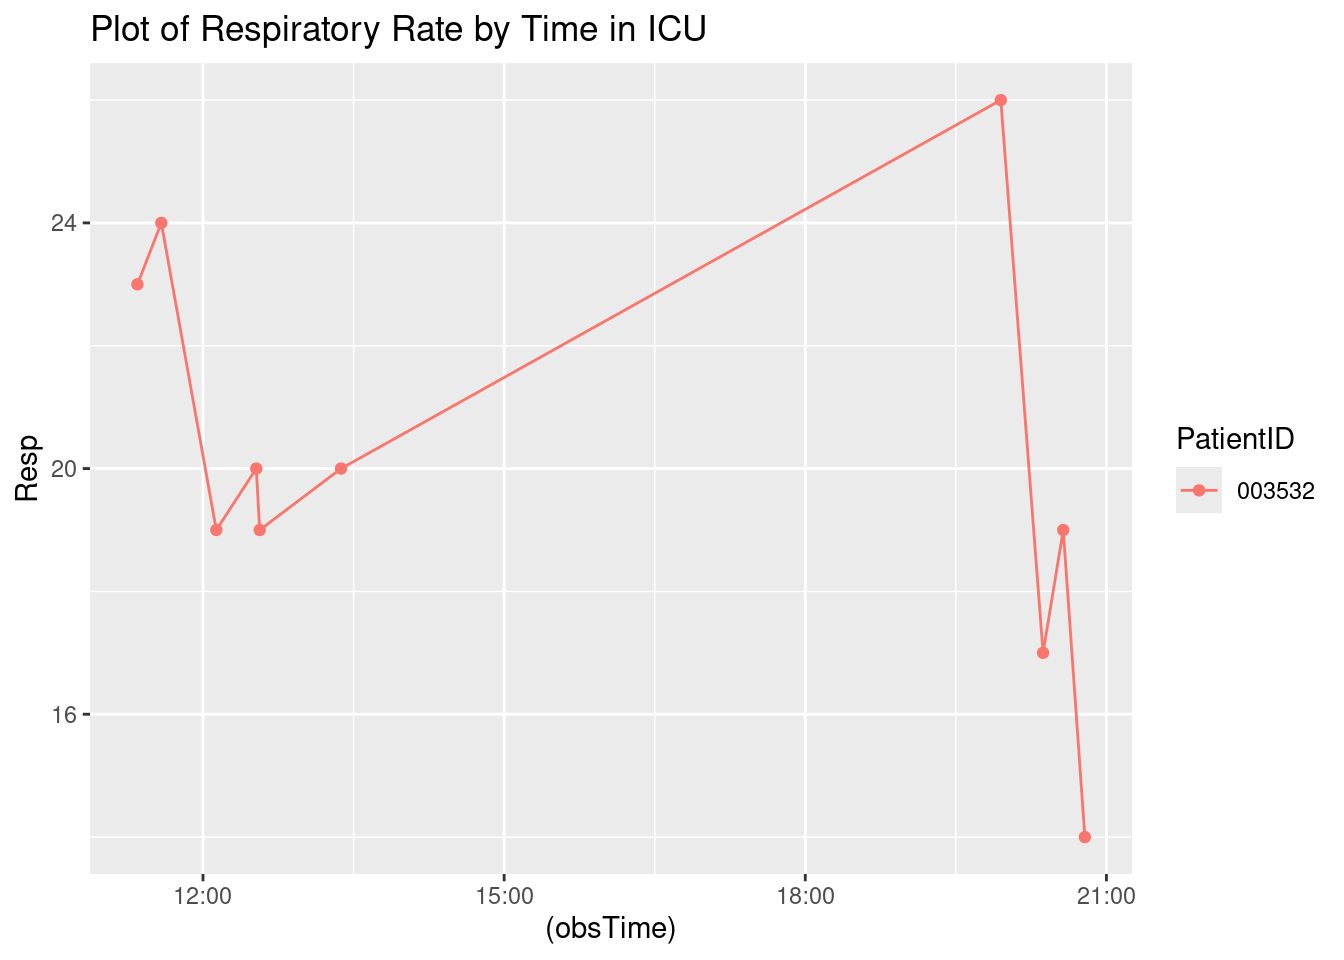 Plot of Respiratory Rate by Time in ICU
24
20
16
Resp
12:00 15:00 18:00 21:00
(obsTime)
PatientID
003532